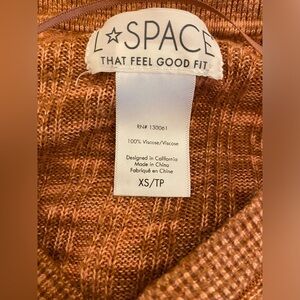 L☆SPACE
THAT FEEL GOOD FIT
RN# 130061
100% Viscose/Viscose
Designed in California
Made in China
Fabriqué en Chine
XS/TP